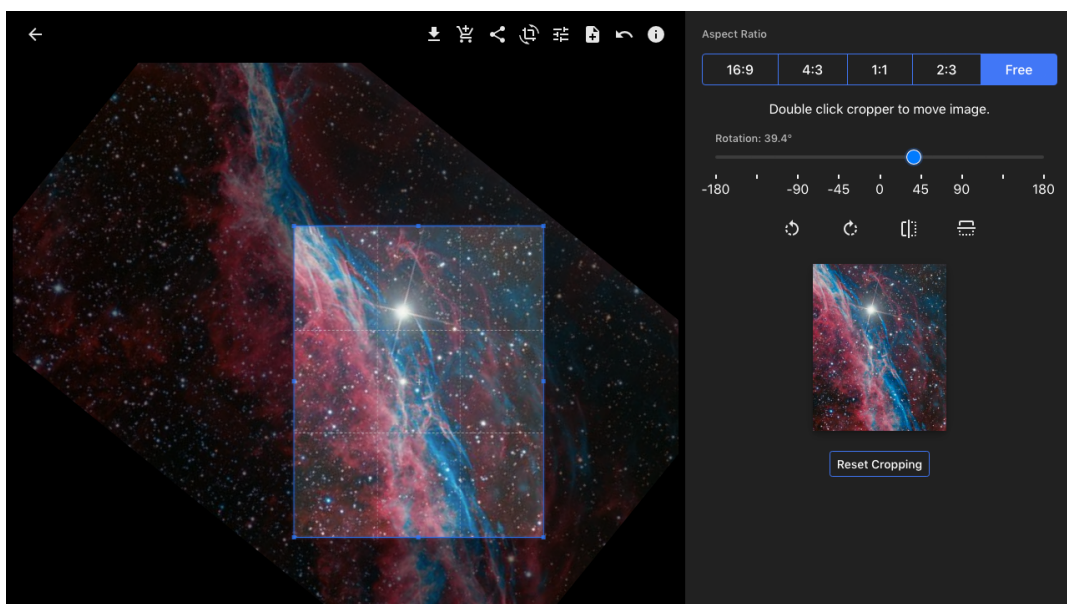 Aspect Ratio
16:9 4:3 1:1 2:3 Free
Double click cropper to move image.
Rotation: 39.4°
-180 -90 -45 0 45 90 180
Reset Cropping